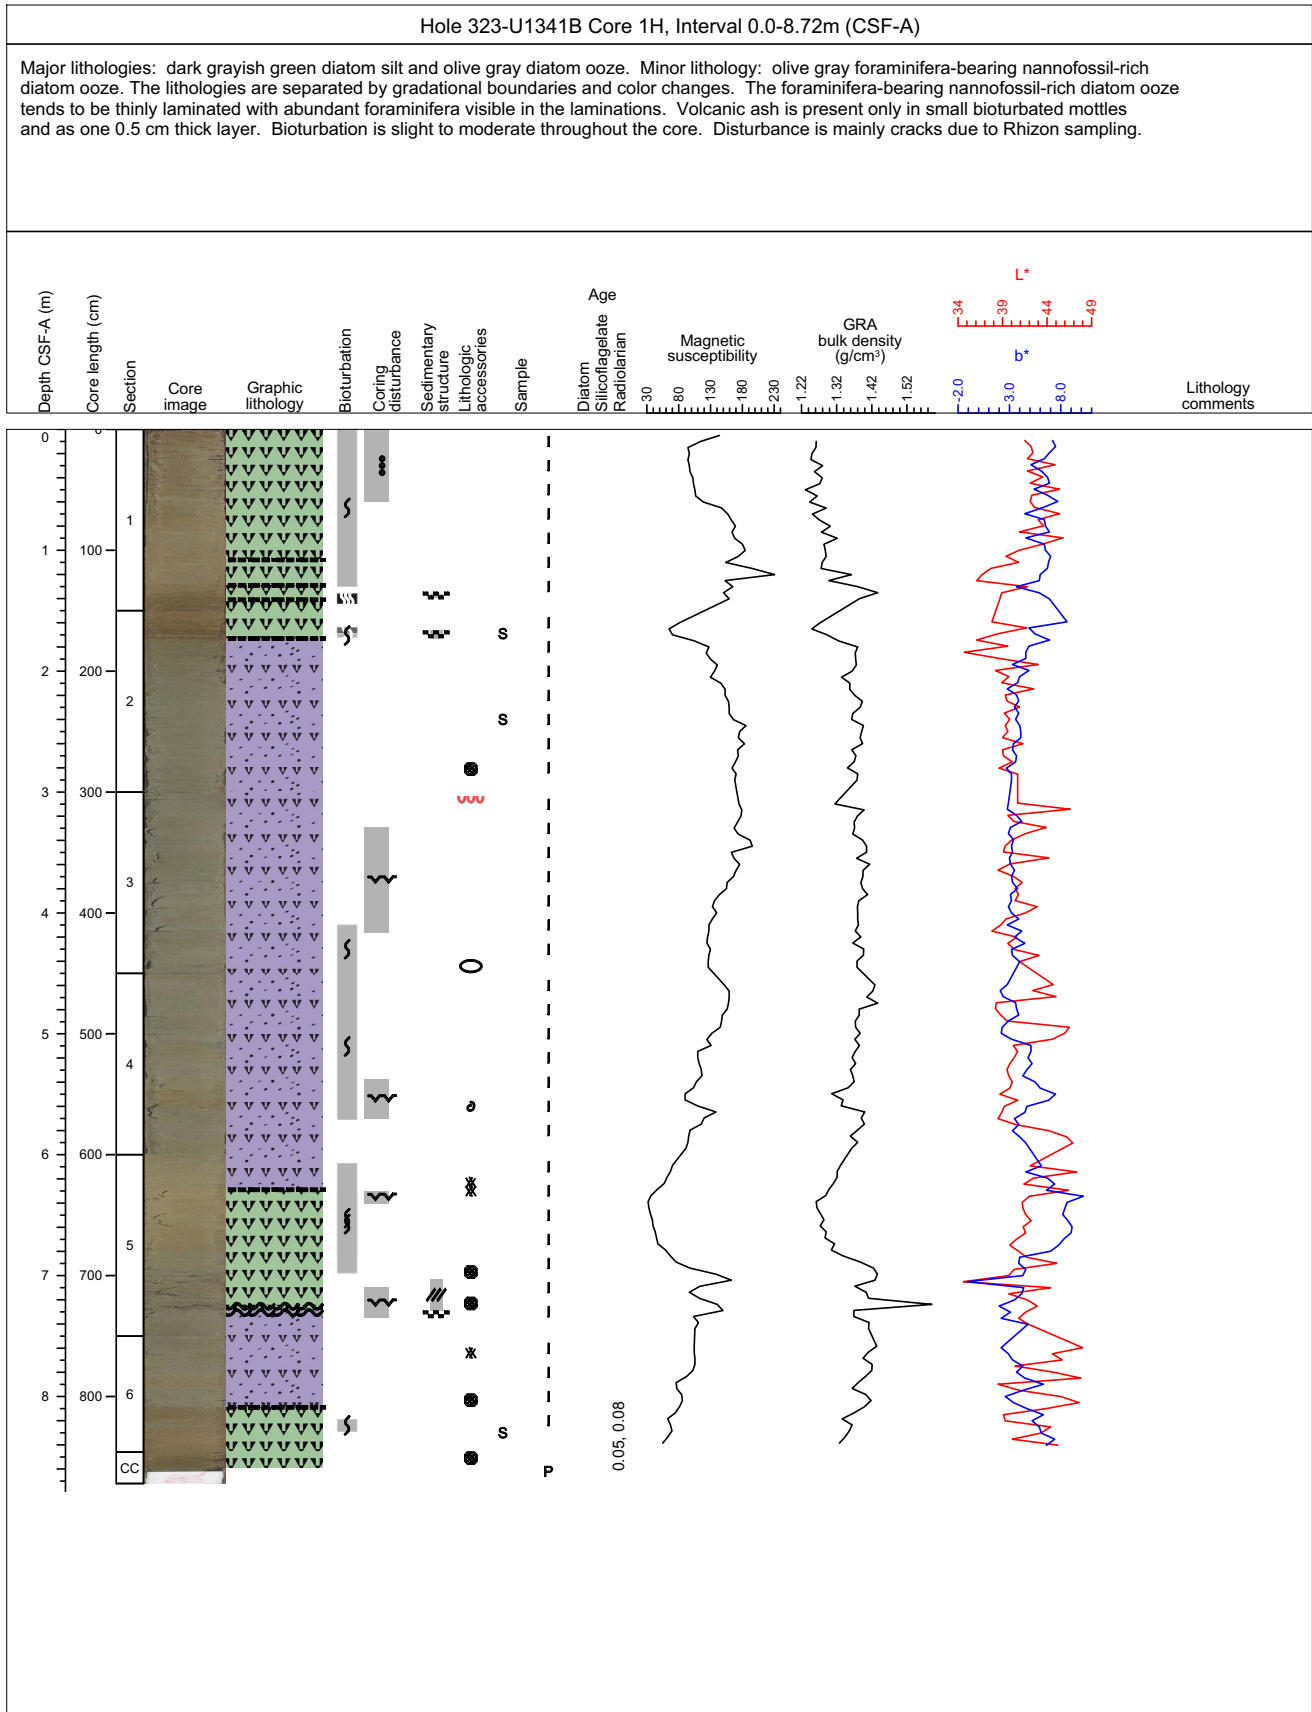 Hole 323-U1341B Core 1H, Interval 0.0-8.72m (CSF-A)
Major lithologies: dark grayish green diatom silt and olive gray diatom ooze. Minor lithology: olive gray foraminifera-bearing nannofossil-rich
diatom ooze. The lithologies are separated by gradational boundaries and color changes. The foraminifera-bearing nannofossil-rich diatom ooze
tends to be thinly laminated with abundant foraminifera visible in the laminations. Volcanic ash is present only in small bioturbated mottles
and as one 0.5 cm thick layer. Bioturbation is slight to moderate throughout the core. Disturbance is mainly cracks due to Rhizon sampling.
Depth CSF-A (m)
Core length (cm)
Section
Core
image
Graphic
lithology
Bioturbation
Coring
disturbance
Sedimentary
structure
Lithologic
accessories
Sample
Age
Diatom
Silicoflagelate
Radiolarian
Magnetic
susceptibility
30 80 130 180 230
GRA
bulk density
(g/cm³)
1.22 1.32 1.42 1.52
L*
34 39 44 49
b*
-2.0 3.0 8.0
Lithology
comments
0 0
1
1 100
S
2 200
2
S
3 300
3
4 400
5 500
4
6 600
5
7 700
8 800
6
S
CC
P
0.05, 0.08